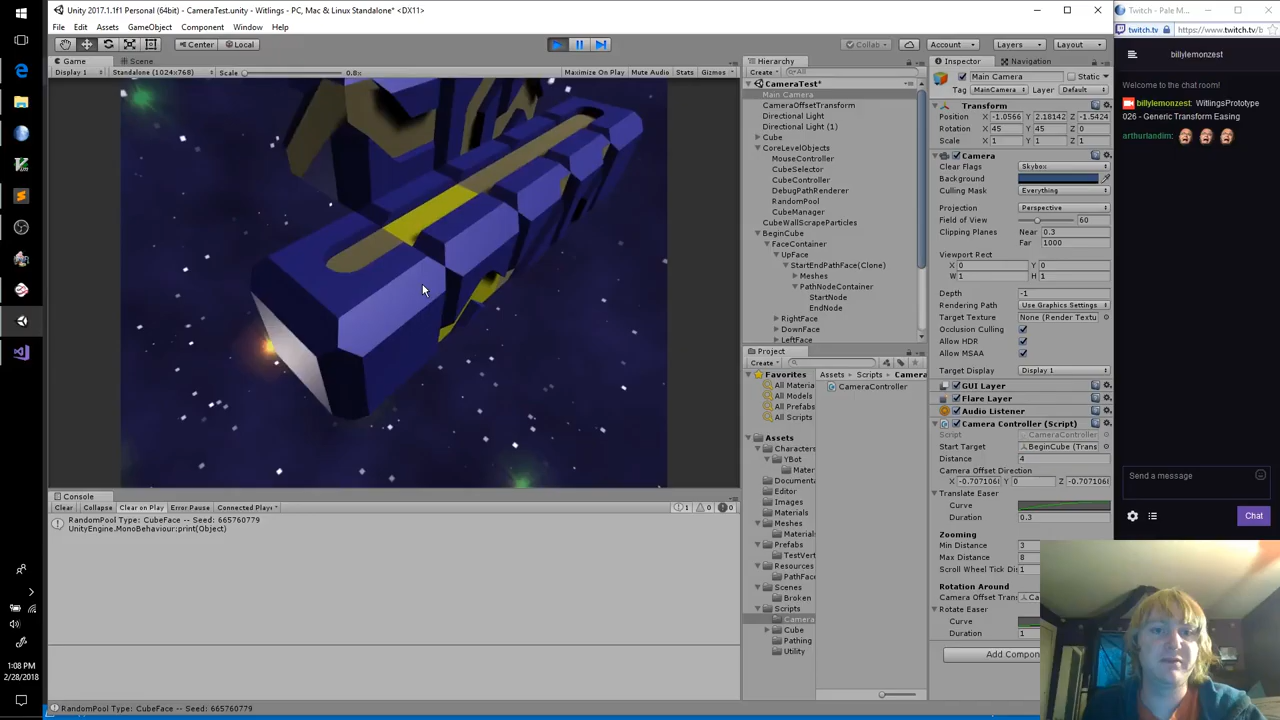 Unity 2017.1.1f1 Personal (64bit) - CameraTest.unity - Witlings - PC, Mac & Linux Standalone* <DX11>
Twitch - Pale M...
File Edit Assets GameObject Component Window Help
twitch.tv https://www.twitch.tv/b
Center Local
Collab Account Layers Layout
billylemonzest
Game Scene
Hierarchy
Inspector Navigation
Display 1 Standalone (1024x768) Scale 0.8x Maximize On Play Mute Audio Stats Gizmos
Create All
CameraTest*
Main Camera
CameraOffsetTransform
Directional Light
Directional Light (1)
Cube
CoreLevelObjects
MouseController
CubeSelector
CubeController
DebugPathRenderer
RandomPool
CubeManager
CubeWallScrapeParticles
BeginCube
FaceContainer
UpFace
StartEndPathFace(Clone)
Meshes
PathNodeContainer
StartNode
EndNode
RightFace
DownFace
LeftFace
Main Camera Static
Tag MainCamera Layer Default
Transform
Position X -1.0566 Y 2.18142 Z -1.5424
Rotation X 45 Y 45 Z 0
Scale X 1 Y 1 Z 1
Camera
Clear Flags Skybox
Background
Culling Mask Everything
Projection Perspective
Field of View 60
Clipping Planes Near 0.3
Far 1000
Viewport Rect
X 0 Y 0
W 1 H 1
Depth -1
Rendering Path Use Graphics Settings
Target Texture None (Render Textu
Occlusion Culling
Allow HDR
Allow MSAA
Target Display Display 1
GUI Layer
Flare Layer
Audio Listener
Camera Controller (Script)
Script CameraController
Start Target BeginCube (Trans
Distance 4
Camera Offset Direction
X -0.7071068 Y 0 Z -0.7071068
Translate Easer
Curve
Duration 0.3
Zooming
Min Distance 3
Max Distance 8
Scroll Wheel Tick Di 1
Rotation Around
Camera Offset Tran Ca
Rotate Easer
Curve
Duration 1
Add Compon
Project
Create
Favorites
All Materia
All Models
All Prefabs
All Scripts
Assets
Characters
YBot
Mater
Documenta
Editor
Images
Materials
Meshes
Materials
Prefabs
TestVert
Resources
PathFace
Scenes
Broken
Scripts
Camera
Cube
Pathing
Utility
Assets Scripts Camera
CameraController
Console
Clear Collapse Clear on Play Error Pause Connected Play 1 0 0
RandomPool Type: CubeFace -- Seed: 665760779
UnityEngine.MonoBehaviour:print(Object)
RandomPool Type: CubeFace -- Seed: 665760779
Welcome to the chat room!
billylemonzest: WitlingsPrototype
026 - Generic Transform Easing
arthurlandim:
Send a message
Chat
1:08 PM
2/28/2018